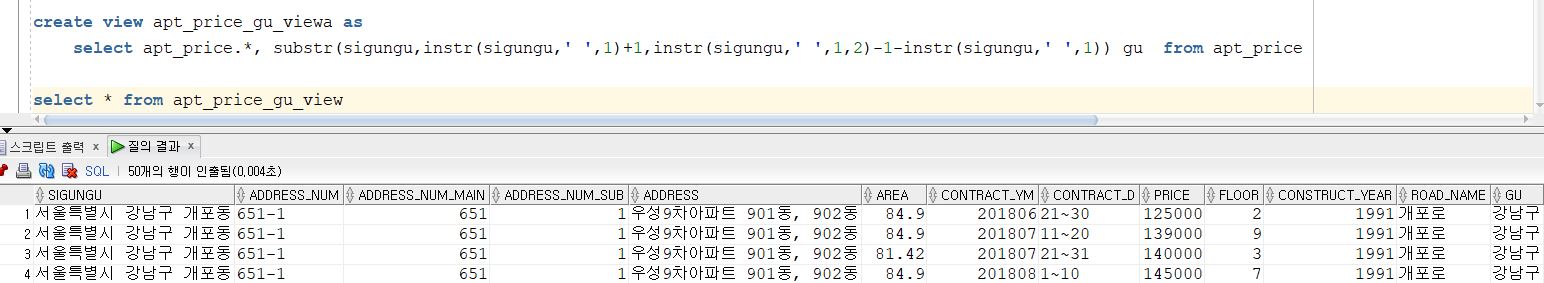 create view apt_price_gu_viewa as
select apt_price.*, substr(sigungu,instr(sigungu,' ',1)+1,instr(sigungu,' ',1,2)-1-instr(sigungu,' ',1)) gu  from apt_price
select * from apt_price_gu_view
스크립트 출력 x 질의 결과 x
SQL | 50개의 행이 인출됨(0,004초)
SIGUNGU ADDRESS_NUM ADDRESS_NUM_MAIN ADDRESS_NUM_SUB ADDRESS AREA CONTRACT_YM CONTRACT_D PRICE FLOOR CONSTRUCT_YEAR ROAD_NAME GU
1 서울특별시 강남구 개포동 651-1 651 1 우성9차아파트 901동, 902동 84.9 201806 21~30 125000 2 1991 개포로 강남구
2 서울특별시 강남구 개포동 651-1 651 1 우성9차아파트 901동, 902동 84.9 201807 11~20 139000 9 1991 개포로 강남구
3 서울특별시 강남구 개포동 651-1 651 1 우성9차아파트 901동, 902동 81.42 201807 21~31 140000 3 1991 개포로 강남구
4 서울특별시 강남구 개포동 651-1 651 1 우성9차아파트 901동, 902동 84.9 201808 1~10 145000 7 1991 개포로 강남구